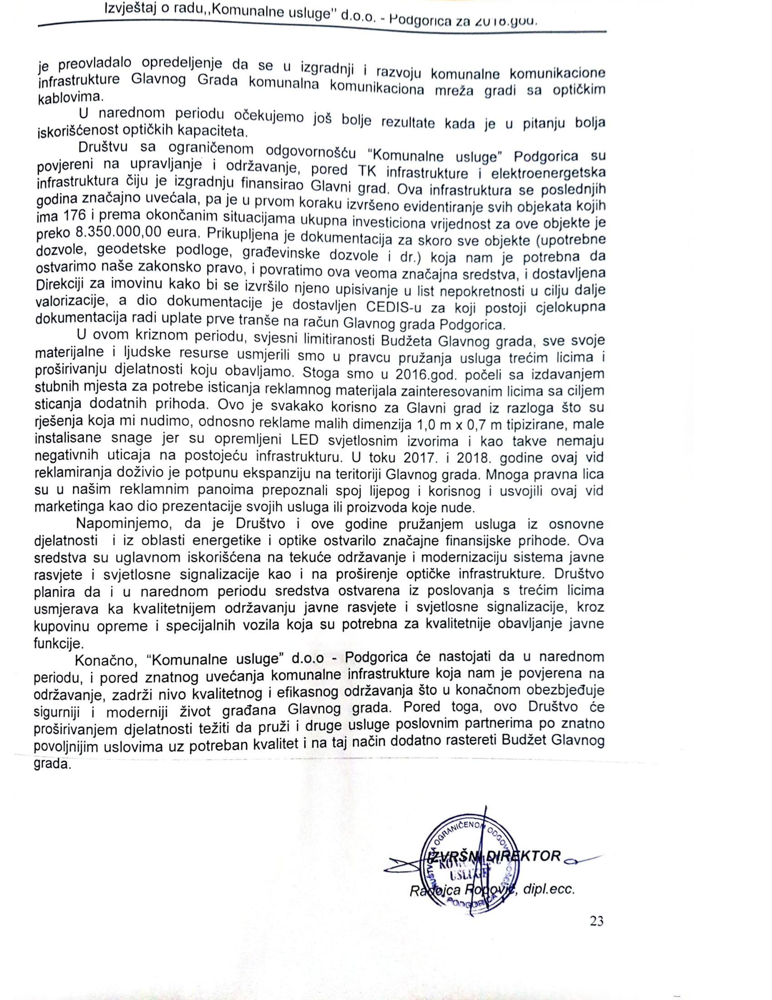 Izvještaj o radu,,Komunalne usluge" d.o.o. - Podgorica za 2018.god.
je preovladalo opredeljenje da se u izgradnji i razvoju komunalne komunikacione
infrastrukture Glavnog Grada komunalna komunikaciona mreža gradi sa optičkim
kablovima.
U narednom periodu očekujemo još bolje rezultate kada je u pitanju bolja
iskorišćenost optičkih kapaciteta.
Društvu sa ograničenom odgovornošću “Komunalne usluge” Podgorica su
povjereni na upravljanje i održavanje, pored TK infrastrukture i elektroenergetska
infrastruktura čiju je izgradnju finansirao Glavni grad. Ova infrastruktura se poslednjih
godina značajno uvećala, pa je u prvom koraku izvršeno evidentiranje svih objekata kojih
ima 176 i prema okončanim situacijama ukupna investiciona vrijednost za ove objekte je
preko 8.350.000,00 eura. Prikupljena je dokumentacija za skoro sve objekte (upotrebne
dozvole, geodetske podloge, građevinske dozvole i dr.) koja nam je potrebna da
ostvarimo naše zakonsko pravo, i povratimo ova veoma značajna sredstva, i dostavljena
Direkciji za imovinu kako bi se izvršilo njeno upisivanje u list nepokretnosti u cilju dalje
valorizacije, a dio dokumentacije je dostavljen CEDIS-u za koji postoji cjelokupna
dokumentacija radi uplate prve tranše na račun Glavnog grada Podgorica.
U ovom kriznom periodu, svjesni limitiranosti Budžeta Glavnog grada, sve svoje
materijalne i ljudske resurse usmjerili smo u pravcu pružanja usluga trećim licima i
proširivanju djelatnosti koju obavljamo. Stoga smo u 2016.god. počeli sa izdavanjem
stubnih mjesta za potrebe isticanja reklamnog materijala zainteresovanim licima sa ciljem
sticanja dodatnih prihoda. Ovo je svakako korisno za Glavni grad iz razloga što su
rješenja koja mi nudimo, odnosno reklame malih dimenzija 1,0 m x 0,7 m tipizirane, male
instalisane snage jer su opremljeni LED svjetlosnim izvorima i kao takve nemaju
negativnih uticaja na postojeću infrastrukturu. U toku 2017. i 2018. godine ovaj vid
reklamiranja doživio je potpunu ekspanziju na teritoriji Glavnog grada. Mnoga pravna lica
su u našim reklamnim panoima prepoznali spoj lijepog i korisnog i usvojili ovaj vid
marketinga kao dio prezentacije svojih usluga ili proizvoda koje nude.
Napominjemo, da je Društvo i ove godine pružanjem usluga iz osnovne
djelatnosti i iz oblasti energetike i optike ostvarilo značajne finansijske prihode. Ova
sredstva su uglavnom iskorišćena na tekuće održavanje i modernizaciju sistema javne
rasvjete i svjetlosne signalizacije kao i na proširenje optičke infrastrukture. Društvo
planira da i u narednom periodu sredstva ostvarena iz poslovanja s trećim licima
usmjerava ka kvalitetnijem održavanju javne rasvjete i svjetlosne signalizacije, kroz
kupovinu opreme i specijalnih vozila koja su potrebna za kvalitetnije obavljanje javne
funkcije.
Konačno, “Komunalne usluge” d.o.o - Podgorica će nastojati da u narednom
periodu, i pored znatnog uvećanja komunalne infrastrukture koja nam je povjerena na
održavanje, zadrži nivo kvalitetnog i efikasnog održavanja što u konačnom obezbjeđuje
sigurniji i moderniji život građana Glavnog grada. Pored toga, ovo Društvo će
proširivanjem djelatnosti težiti da pruži i druge usluge poslovnim partnerima po znatno
povoljnijim uslovima uz potreban kvalitet i na taj način dodatno rastereti Budžet Glavnog
grada.
DRUŠTVO SA OGRANIČENOM ODGOVORNOŠĆU
KOMUNALNE
USLUGE
PODGORICA
IZVRŠNI DIREKTOR
Radojca Popović, dipl.ecc.
23